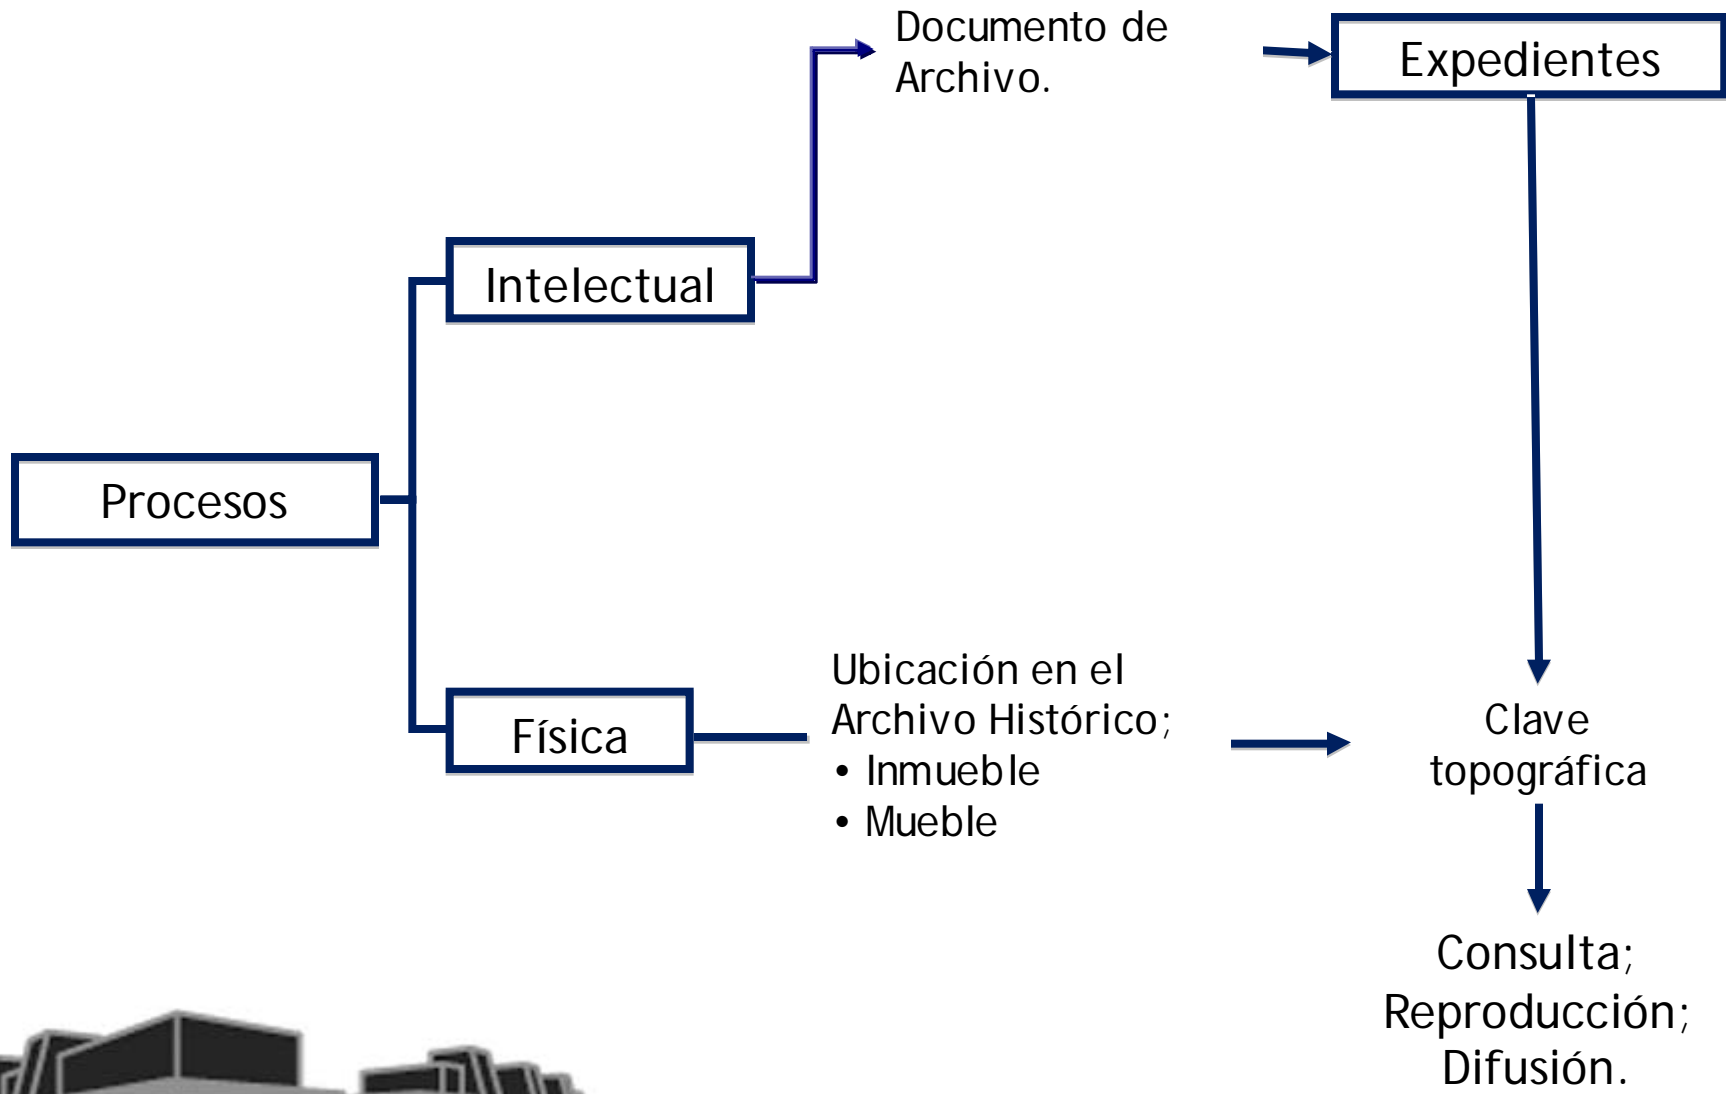 Documento de
Archivo.
Expedientes
Intelectual
Procesos
Física
Ubicación en el
Archivo Histórico;
• Inmueble
• Mueble
Clave
topográfica
Consulta;
Reproducción;
Difusión.